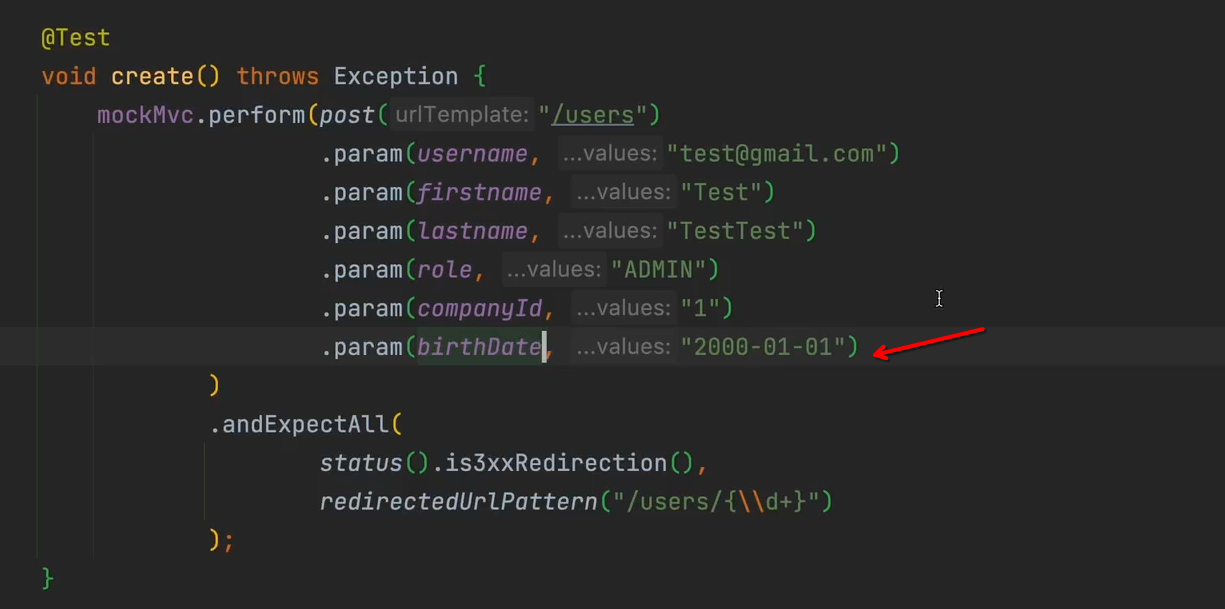 @Test
void create() throws Exception {
mockMvc.perform(post( urlTemplate: "/users")
.param(username, ...values: "test@gmail.com")
.param(firstname, ...values: "Test")
.param(lastname, ...values: "TestTest")
.param(role, ...values: "ADMIN")
.param(companyId, ...values: "1")
.param(birthDate, ...values: "2000-01-01")
)
.andExpectAll(
status().is3xxRedirection(),
redirectedUrlPattern("/users/{\\d+}")
);
}